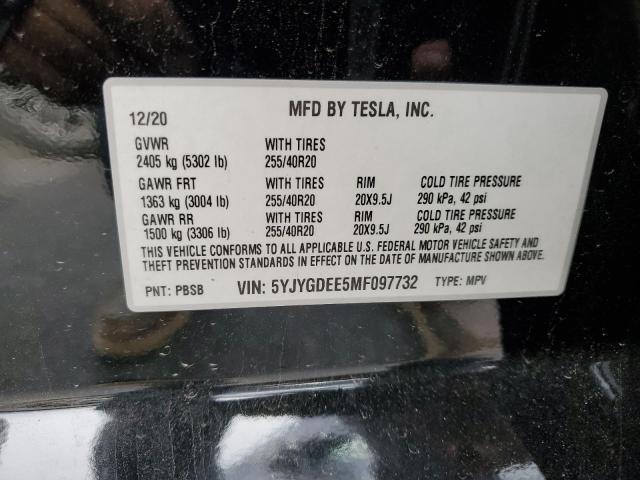 12/20 MFD BY TESLA, INC.
GVWR WITH TIRES
2405 kg (5302 lb) 255/40R20
GAWR FRT WITH TIRES RIM COLD TIRE PRESSURE
1363 kg (3004 lb) 255/40R20 20X9.5J 290 kPa, 42 psi
GAWR RR WITH TIRES RIM COLD TIRE PRESSURE
1500 kg (3306 lb) 255/40R20 20X9.5J 290 kPa, 42 psi
THIS VEHICLE CONFORMS TO ALL APPLICABLE U.S. FEDERAL MOTOR VEHICLE SAFETY AND
THEFT PREVENTION STANDARDS IN EFFECT ON THE DATE OF MANUFACTURE SHOWN ABOVE.
PNT: PBSB VIN: 5YJYGDEE5MF097732 TYPE: MPV